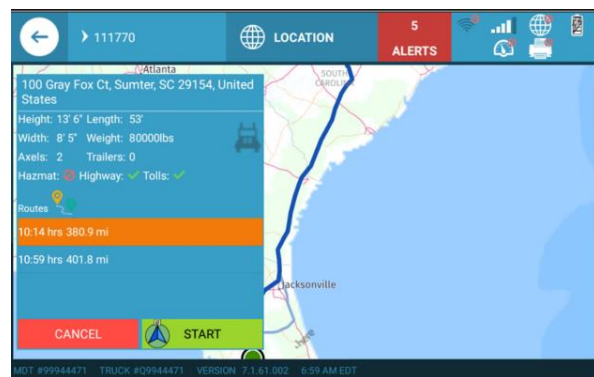 111770
LOCATION
5
ALERTS
Atlanta
SOUTH
CAROLINA
100 Gray Fox Ct, Sumter, SC 29154, United
States
Height: 13' 6" Length: 53'
Width: 8' 5" Weight: 80000lbs
Axels: 2 Trailers: 0
Hazmat: Highway: Tolls:
Routes
10:14 hrs 380.9 mi
10:59 hrs 401.8 mi
Jacksonville
CANCEL
START
MDT #99944471 TRUCK #Q9944471 VERSION 7.1.61.002 6:59 AM EDT